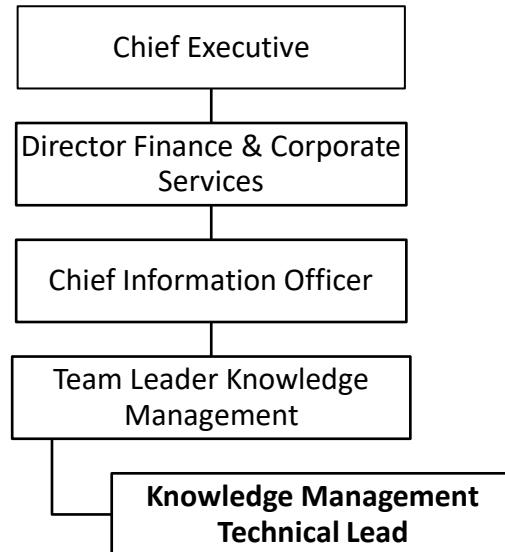 Chief Executive
Director Finance & Corporate
Services
Chief Information Officer
Team Leader Knowledge
Management
Knowledge Management
Technical Lead